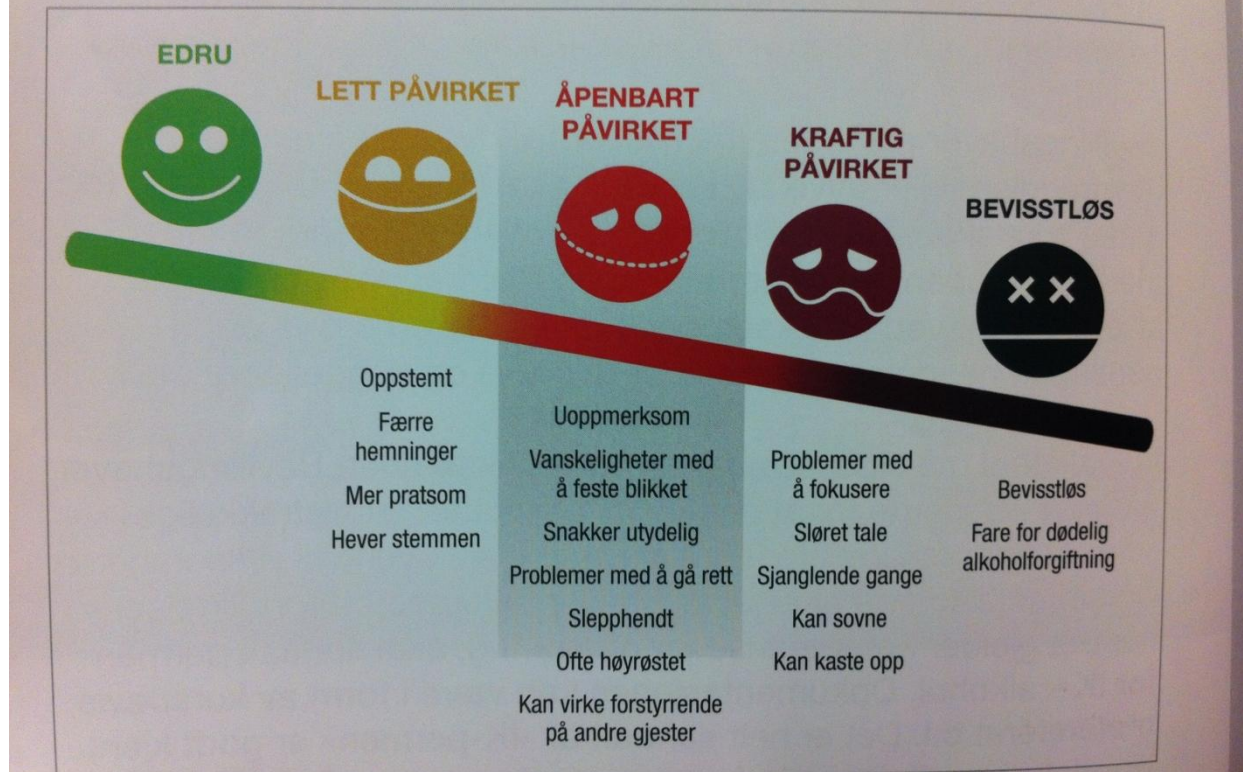 EDRU
LETT PÅVIRKET
Oppstemt
Færre
hemninger
Mer pratsom
Hever stemmen
ÅPENBART
PÅVIRKET
Uoppmerksom
Vanskeligheter med
å feste blikket
Snakker utydelig
Problemer med å gå rett
Slepphendt
Ofte høyrøstet
Kan virke forstyrrende
på andre gjester
KRAFTIG
PÅVIRKET
Problemer med
å fokusere
Sløret tale
Sjanglende gange
Kan sovne
Kan kaste opp
BEVISSTLØS
Bevisstløs
Fare for dødelig
alkoholforgiftning